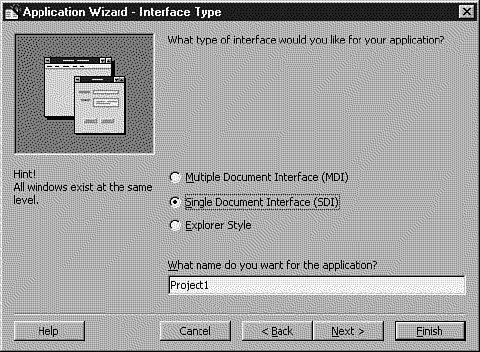 Application Wizard - Interface Type
What type of interface would you like for your application?
Hint!
All windows exist at the same
level.
Multiple Document Interface (MDI)
Single Document Interface (SDI)
Explorer Style
What name do you want for the application?
Project1
Help
Cancel
< Back
Next >
Finish